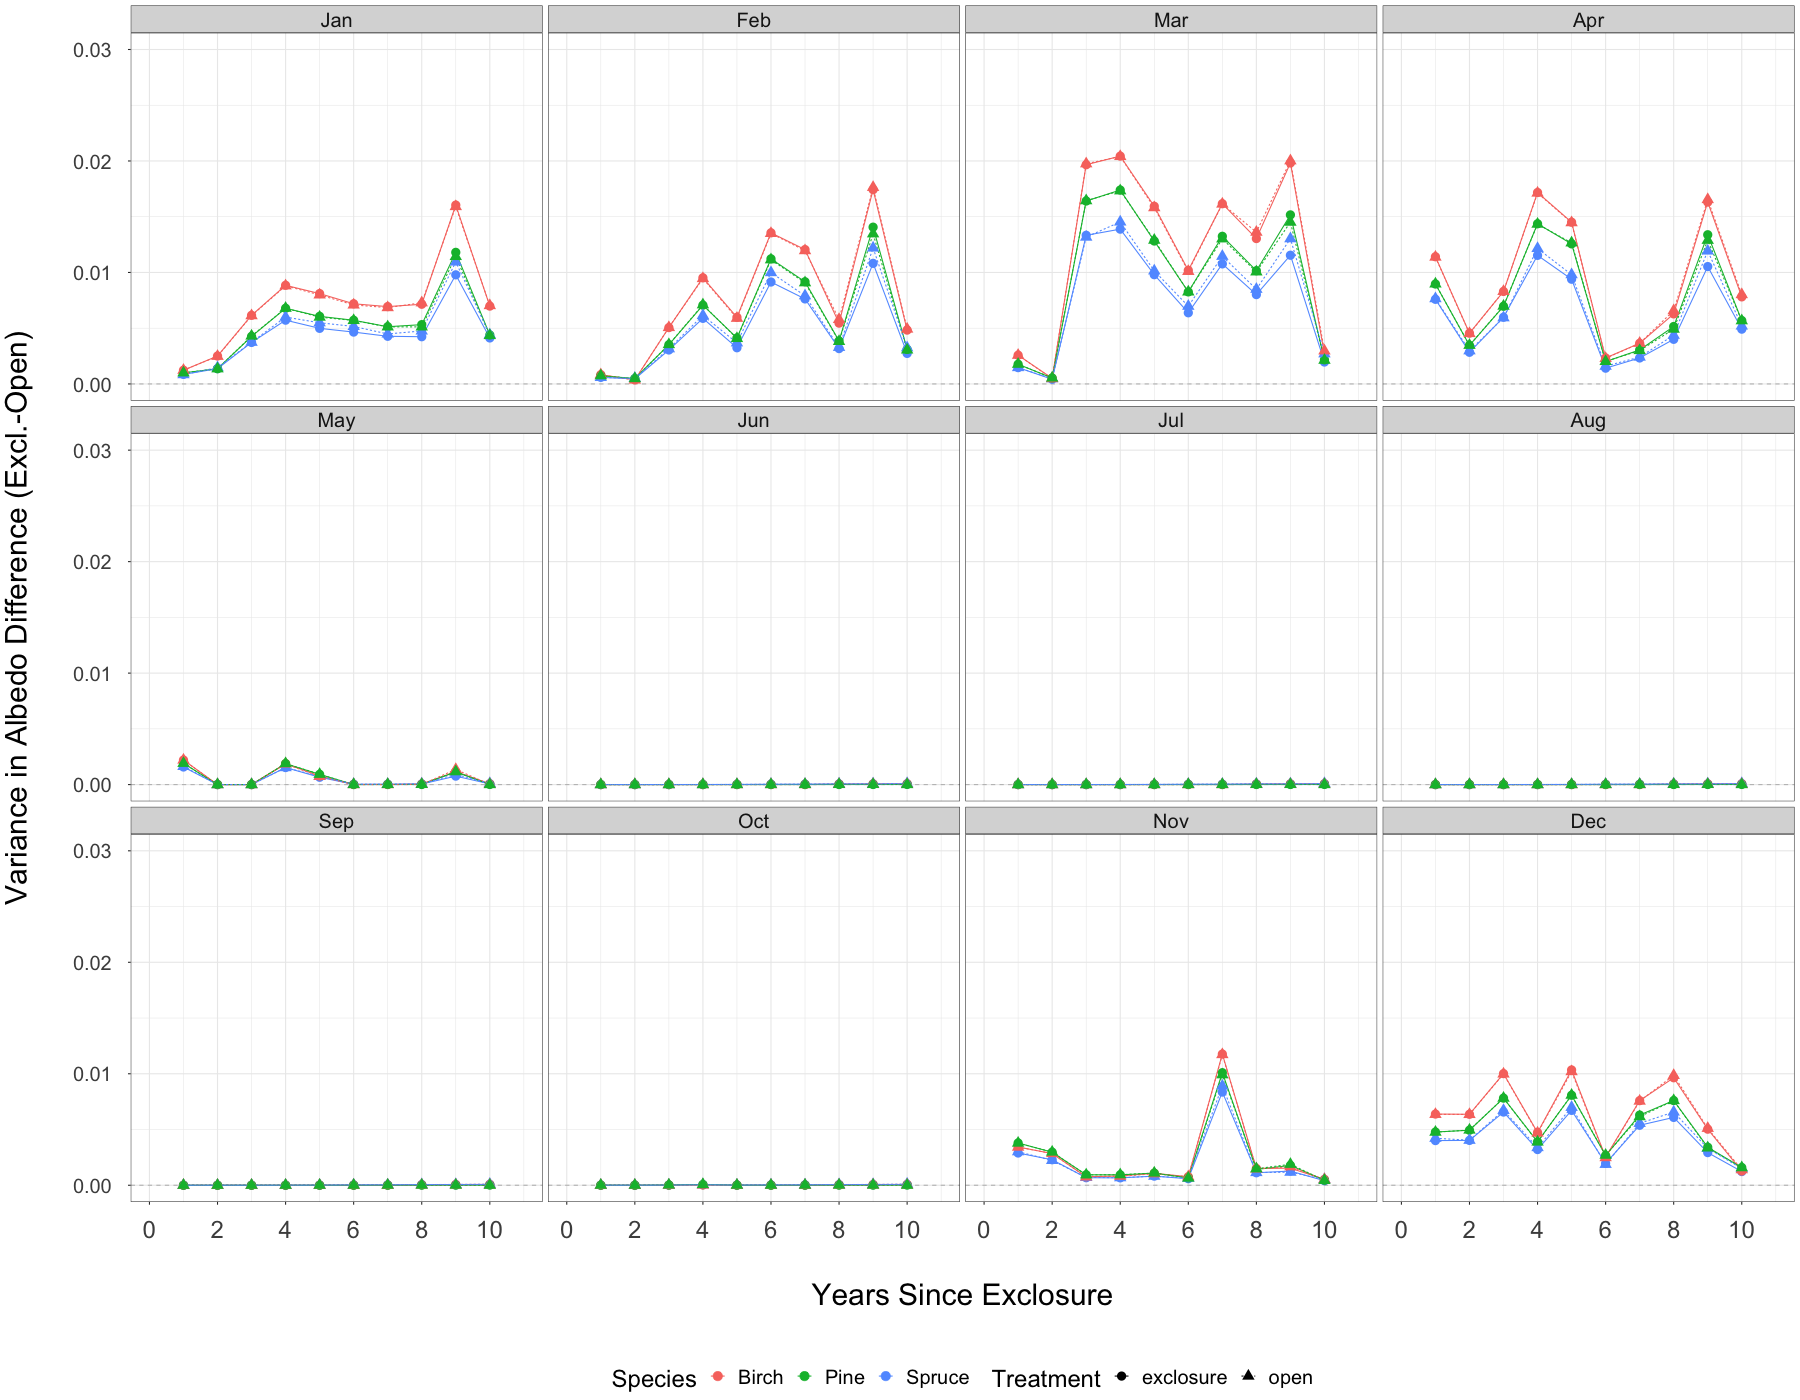 Jan Feb Mar Apr
0.03
0.02
0.01
0.00
May Jun Jul Aug
0.03
0.02
0.01
0.00
Sep Oct Nov Dec
0.03
0.02
0.01
0.00
0 2 4 6 8 10 0 2 4 6 8 10 0 2 4 6 8 10 0 2 4 6 8 10
Variance in Albedo Difference (Excl.-Open)
Years Since Exclosure
Species Birch Pine Spruce Treatment exclosure open